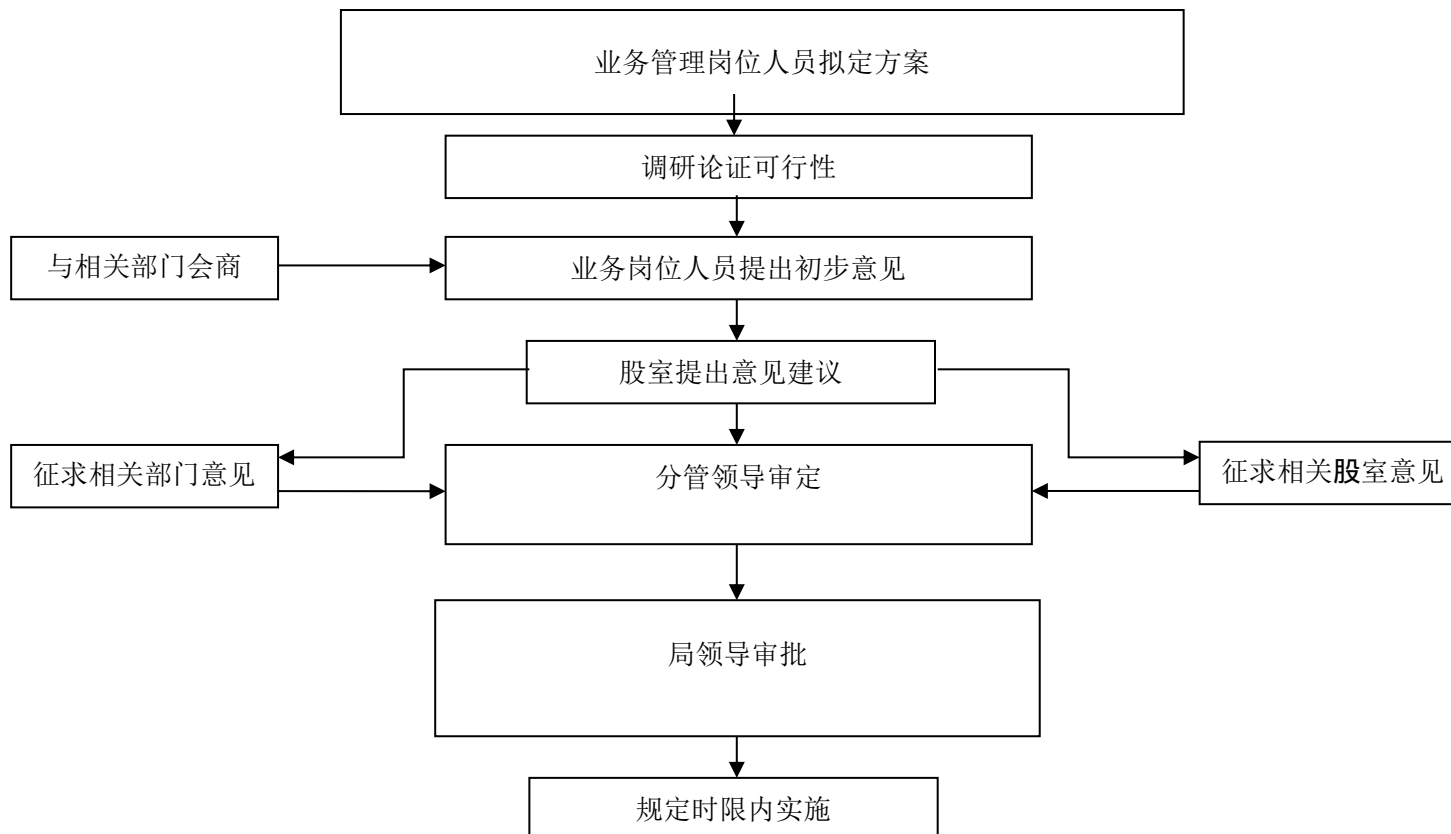 业务管理岗位人员拟定方案
调研论证可行性
与相关部门会商
业务岗位人员提出初步意见
股室提出意见建议
征求相关部门意见
分管领导审定
征求相关股室意见
局领导审批
规定时限内实施